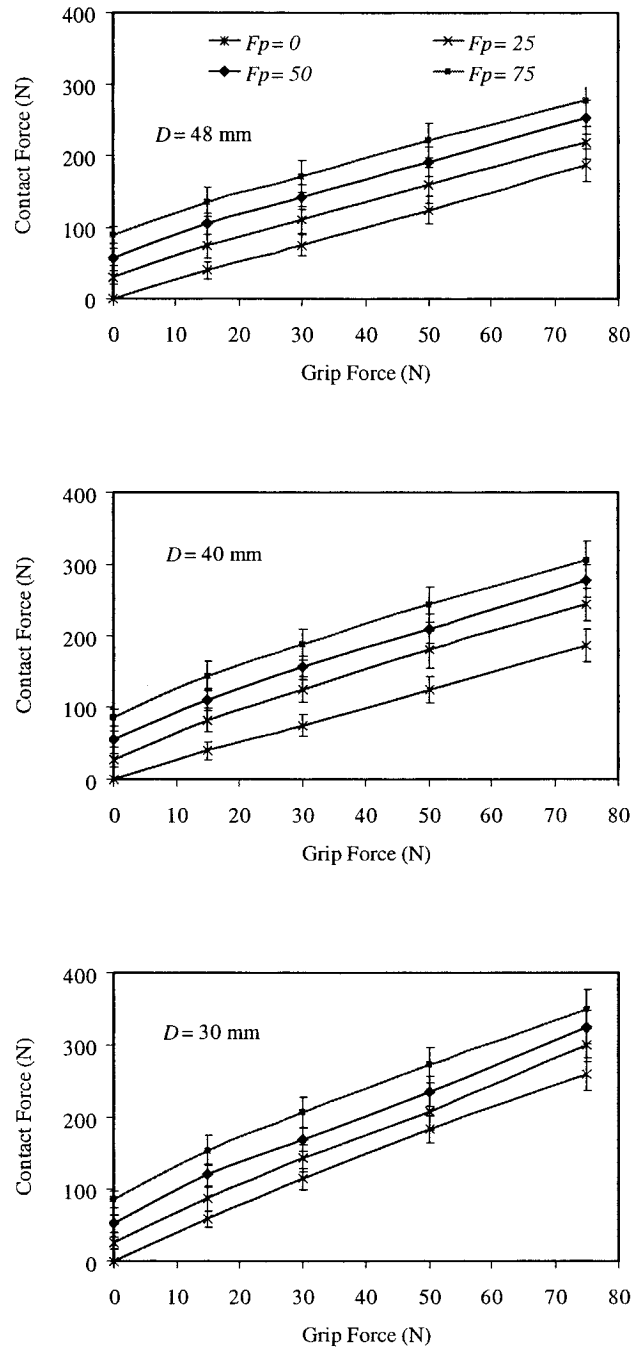 400
300
200
100
0
Contact Force (N)
Fp= 0
Fp= 25
Fp= 50
Fp= 75
D= 48 mm
0 10 20 30 40 50 60 70 80
Grip Force (N)
400
300
200
100
0
Contact Force (N)
D= 40 mm
0 10 20 30 40 50 60 70 80
Grip Force (N)
400
300
200
100
0
Contact Force (N)
D= 30 mm
0 10 20 30 40 50 60 70 80
Grip Force (N)